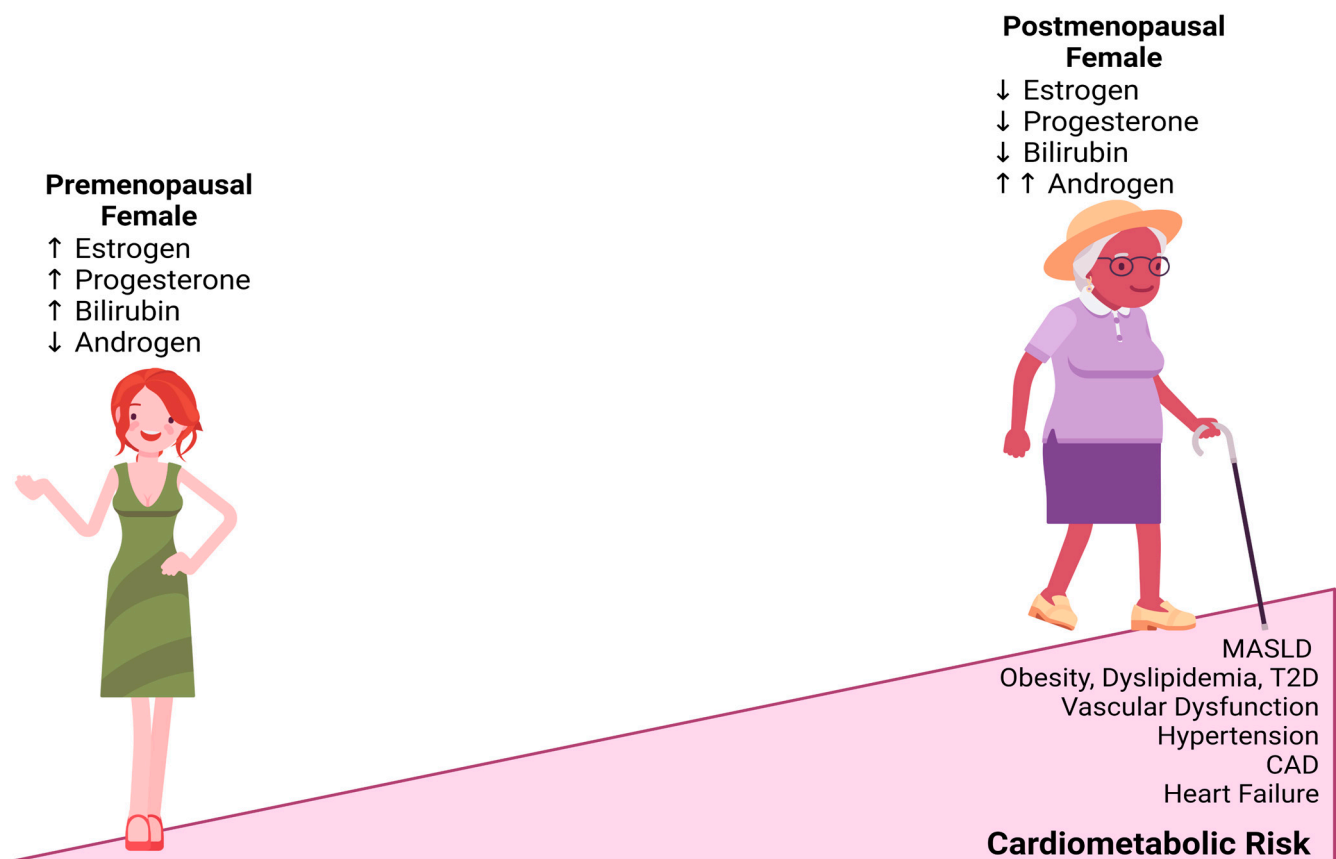 Premenopausal
Female
↑ Estrogen
↑ Progesterone
↑ Bilirubin
↓ Androgen
Postmenopausal
Female
↓ Estrogen
↓ Progesterone
↓ Bilirubin
↑ ↑ Androgen
MASLD
Obesity, Dyslipidemia, T2D
Vascular Dysfunction
Hypertension
CAD
Heart Failure
Cardiometabolic Risk